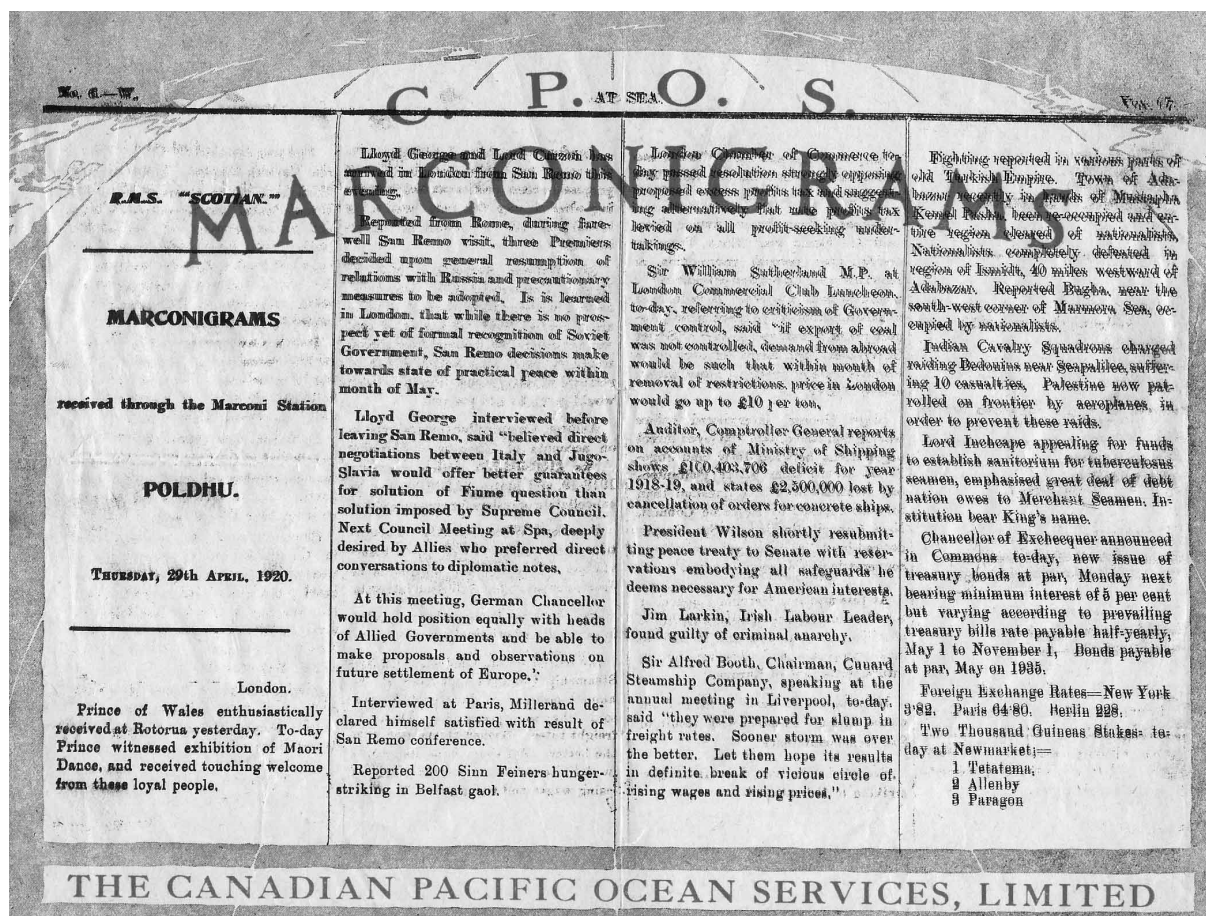 C. P. O. S.
No. 6.—W.
AT SEA.
MARCONIGRAMS
R.M.S. "SCOTIAN."
MARCONIGRAMS
received through the Marconi Station
POLDHU.
THURSDAY, 29th APRIL, 1920.
London.
Prince of Wales enthusiastically
received at Rotorua yesterday. To-day
Prince witnessed exhibition of Maori
Dance, and received touching welcome
from these loyal people.
Lloyd George and Lord Curzon has
arrived in London from San Remo this
evening.
Reported from Rome, during fare-
well San Remo visit, three Premiers
decided upon general resumption of
relations with Russia and precautionary
measures to be adopted. Is is learned
in London, that while there is no pros-
pect yet of formal recognition of Soviet
Government, San Remo decisions make
towards state of practical peace within
month of May.
Lloyd George interviewed before
leaving San Remo, said "believed direct
negotiations between Italy and Jugo-
Slavia would offer better guarantees
for solution of Fiume question than
solution imposed by Supreme Council.
Next Council Meeting at Spa, deeply
desired by Allies who preferred direct
conversations to diplomatic notes.
At this meeting, German Chancellor
would hold position equally with heads
of Allied Governments and be able to
make proposals and observations on
future settlement of Europe."
Interviewed at Paris, Millerand de-
clared himself satisfied with result of
San Remo conference.
Reported 200 Sinn Feiners hunger-
striking in Belfast gaol.
London Chamber of Commerce to-
day passed resolution strongly opposing
proposed excess profits tax and suggest-
ing alternatively flat rate profits tax
levied on all profit-seeking under-
takings.
Sir William Sutherland M.P. at
London Commercial Club Luncheon,
to-day, referring to criticism of Govern-
ment control, said "if export of coal
was not controlled, demand from abroad
would be such that within month of
removal of restrictions, price in London
would go up to £10 per ton.
Auditor, Comptroller General reports
on accounts of Ministry of Shipping
shows £100,403,706 deficit for year
1918-19, and states £2,500,000 lost by
cancellation of orders for concrete ships.
President Wilson shortly resubmit-
ting peace treaty to Senate with reser-
vations embodying all safeguards he
deems necessary for American interests.
Jim Larkin, Irish Labour Leader,
found guilty of criminal anarchy.
Sir Alfred Booth, Chairman, Cunard
Steamship Company, speaking at the
annual meeting in Liverpool, to-day,
said "they were prepared for slump in
freight rates. Sooner storm was over
the better. Let them hope its results
in definite break of vicious circle of
rising wages and rising prices."
Fighting reported in various parts of
old Turkish Empire. Town of Ada-
bazar recently in hands of Mustapha
Kemel Pasha, been re-occupied and en-
tire region cleared of nationalists,
Nationalists completely defeated in
region of Ismidt, 40 miles westward of
Adabazar. Reported Bagha, near the
south-west corner of Marmora Sea, oc-
cupied by nationalists.
Indian Cavalry Squadrons charged
raiding Bedouins near suffer-
ing 10 casualties. Palestine now pat-
rolled on frontier by aeroplanes in
order to prevent these raids.
Lord Inchcape appealing for funds
to establish sanitorium for tuberculosus
seamen, emphasised great deal of debt
nation owes to Merchant Seamen. In-
stitution bear King's name.
Chancellor of Exchecquer announced
in Commons to-day, new issue of
treasury bonds at par, Monday next
bearing minimum interest of 5 per cent
but varying according to prevailing
treasury bills rate payable half-yearly,
May 1 to November 1. Bonds payable
at par, May on 1935.
Foreign Exchange Rates—New York
3'82. Paris 64'80. Berlin 228.
Two Thousand Guineas Stakes, to-
day at Newmarket;—
1 Tetatema,
2 Allenby
3 Paragon
THE CANADIAN PACIFIC OCEAN SERVICES, LIMITED